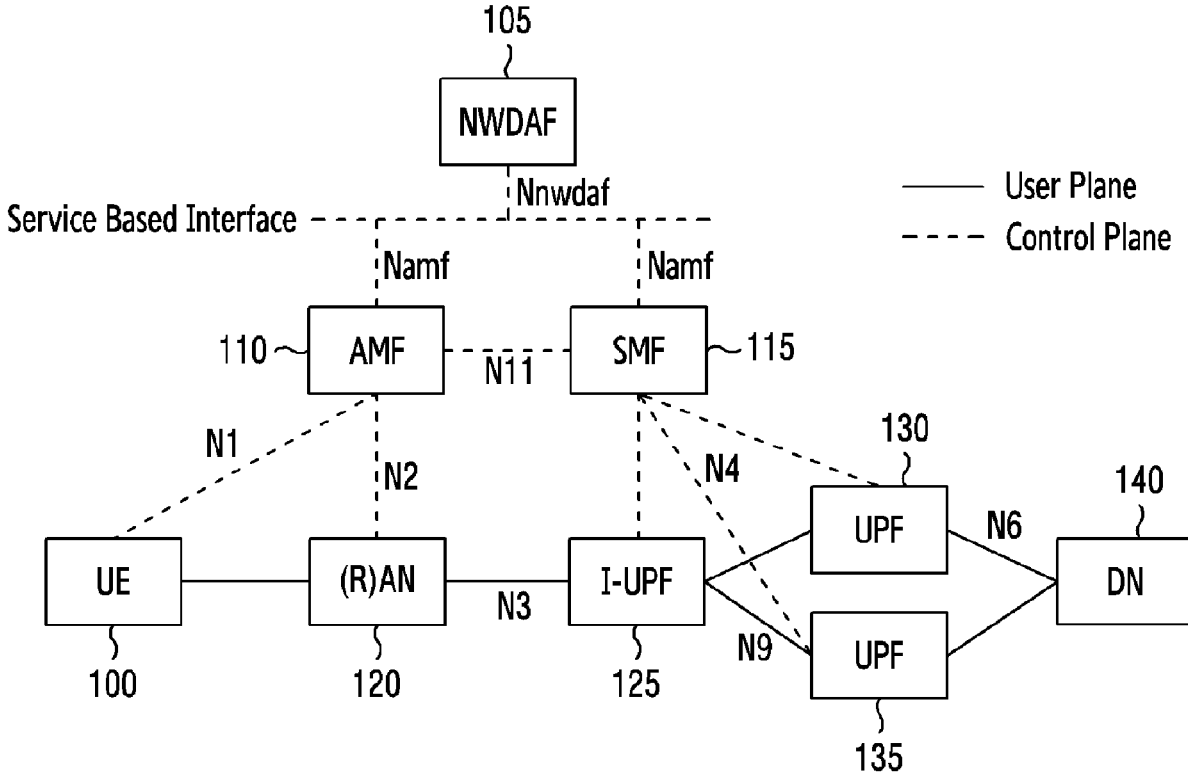 105
NWDAF
Nnwdaf
User Plane
Service Based Interface
Control Plane
Namf
Namf
110
AMF
N11
SMF
115
N1
N2
N4
130
UPF
N6
140
UE
(R)AN
N3
I-UPF
DN
N9
UPF
100
120
125
135